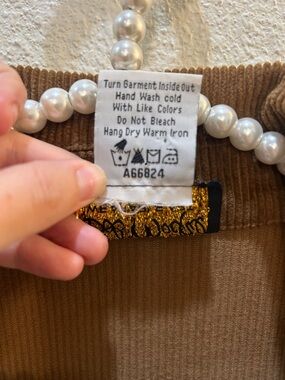 Turn Garment Inside Out
Hand Wash cold
With Like Colors
Do Not Bleach
Hang Dry Warm Iron
A66824